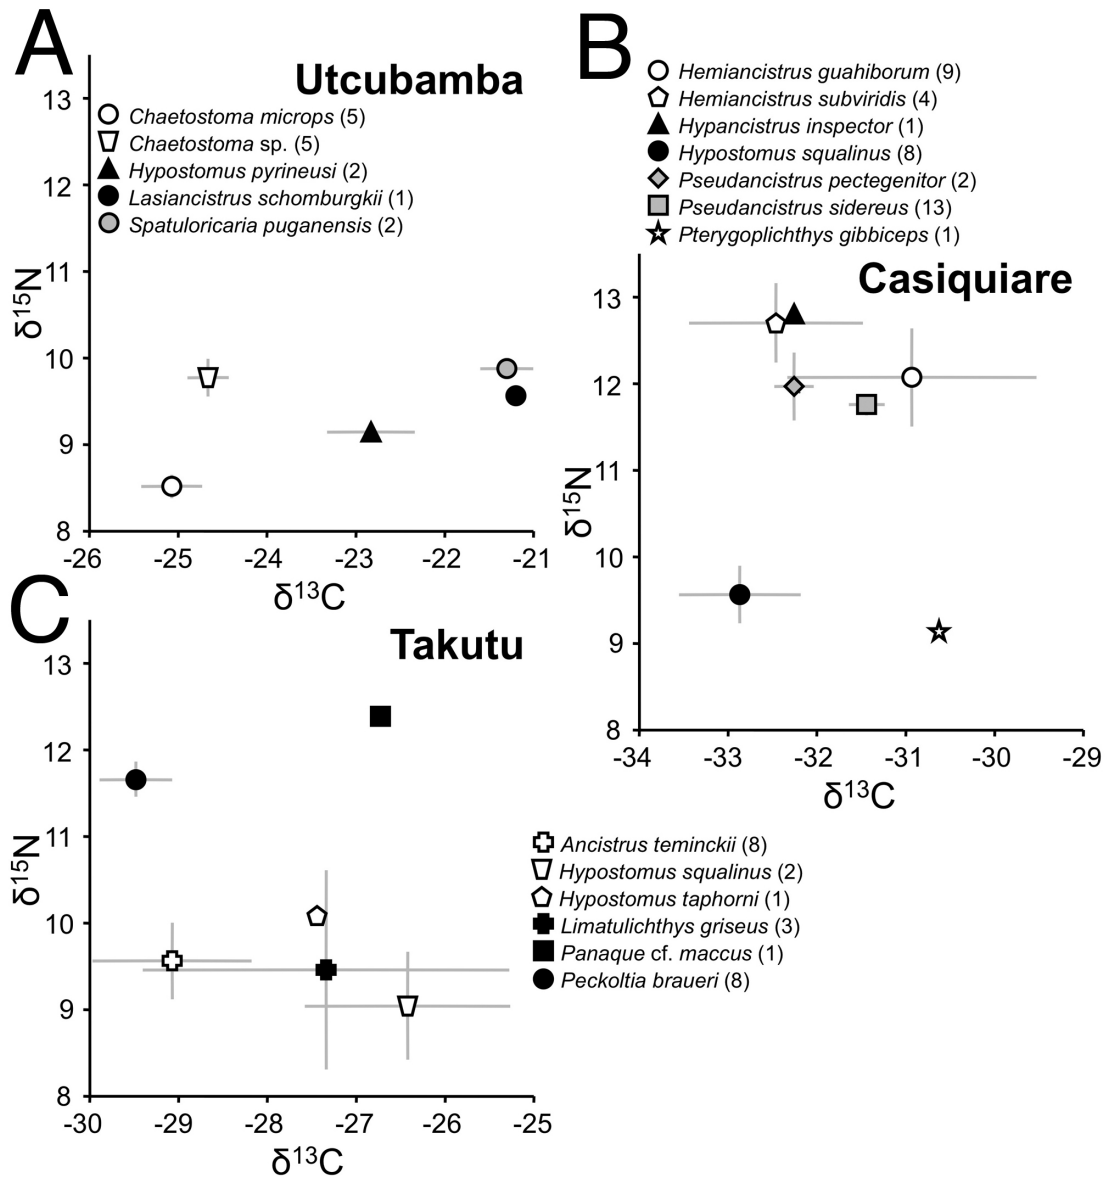 A
Utcubamba
Chaetostoma microps (5)
Chaetostoma sp. (5)
Hypostomus pyrineusi (2)
Lasiancistrus schomburgkii (1)
Spatuloricaria puganensis (2)
13
12
11
10
9
8
δ¹⁵N
-26 -25 -24 -23 -22 -21
δ¹³C
B
Hemiancistrus guahiborum (9)
Hemiancistrus subviridis (4)
Hypancistrus inspector (1)
Hypostomus squalinus (8)
Pseudancistrus pectegenitor (2)
Pseudancistrus sidereus (13)
Pterygoplichthys gibbiceps (1)
Casiquiare
13
12
11
10
9
8
δ¹⁵N
-34 -33 -32 -31 -30 -29
δ¹³C
C
Takutu
13
12
11
10
9
8
δ¹⁵N
-30 -29 -28 -27 -26 -25
δ¹³C
Ancistrus teminckii (8)
Hypostomus squalinus (2)
Hypostomus taphorni (1)
Limatulichthys griseus (3)
Panaque cf. maccus (1)
Peckoltia braueri (8)